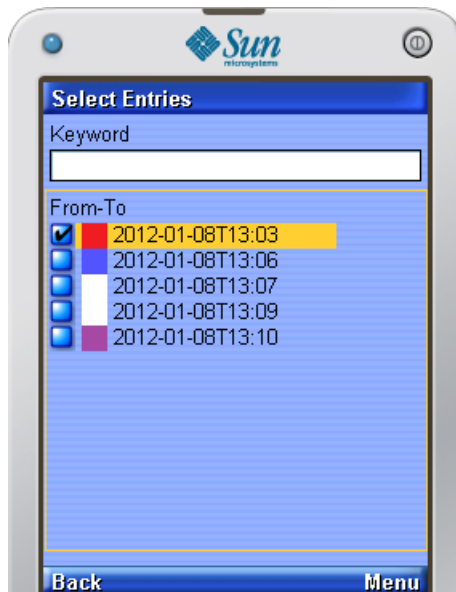 Sun
microsystems
Select Entries
Keyword
From-To
2012-01-08T13:03
2012-01-08T13:06
2012-01-08T13:07
2012-01-08T13:09
2012-01-08T13:10
Back Menu